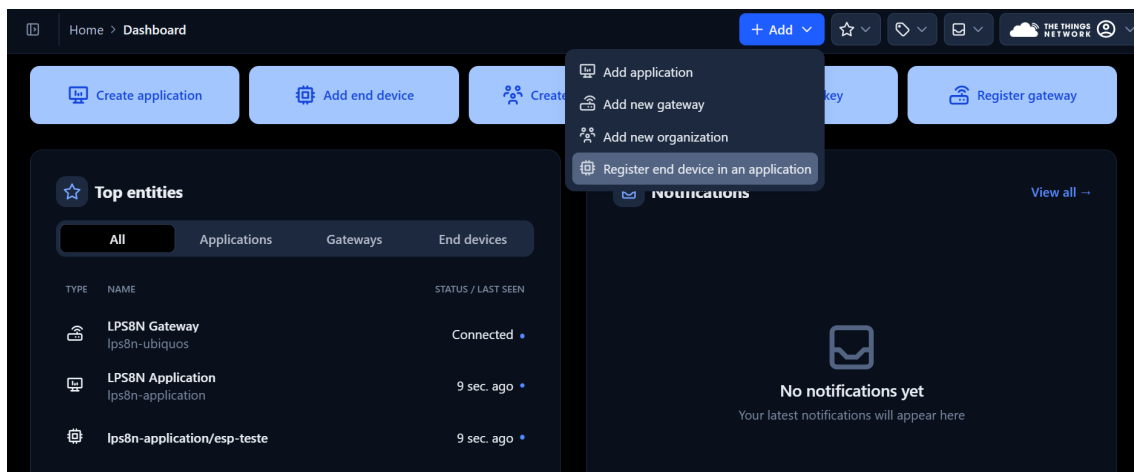 Home > Dashboard
+ Add
THE THINGS
NETWORK
Add application
Add new gateway
Add new organization
Register end device in an application
Create application
Add end device
Create
key
Register gateway
Top entities
All
Applications
Gateways
End devices
TYPE
NAME
STATUS / LAST SEEN
LPS8N Gateway
lps8n-ubiquos
Connected
LPS8N Application
lps8n-application
9 sec. ago
lps8n-application/esp-teste
9 sec. ago
Notifications
View all →
No notifications yet
Your latest notifications will appear here